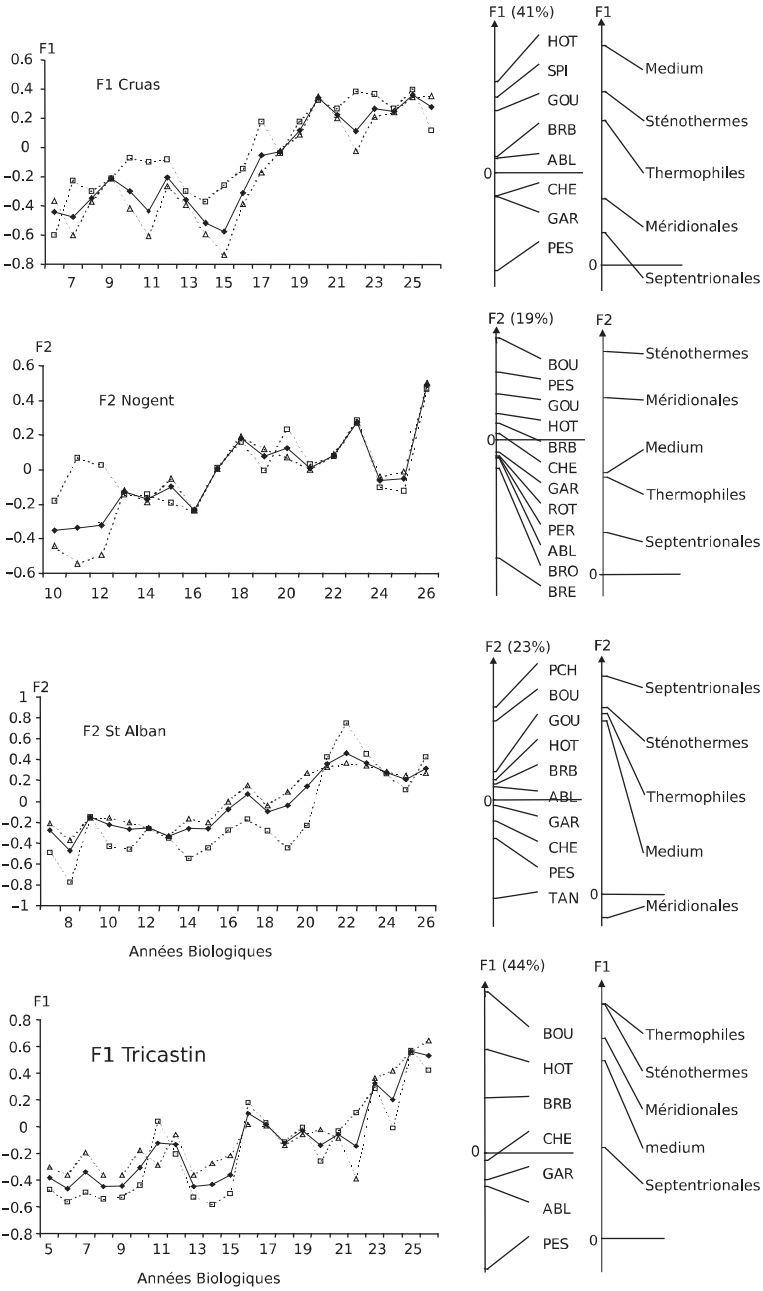 F1
F1 Cruas
0.6
0.4
0.2
0
−0.2
−0.4
−0.6
−0.8
7 9 11 13 15 17 19 21 23 25
F1 (41%)
HOT
SPI
GOU
BRB
ABL
0
CHE
GAR
PES
F1
Medium
Sténothermes
Thermophiles
Méridionales
0
Septentrionales
F2
F2 Nogent
0.6
0.4
0.2
0
−0.2
−0.4
−0.6
10 12 14 16 18 20 22 24 26
F2 (19%)
BOU
PES
GOU
HOT
0
BRB
CHE
GAR
ROT
PER
ABL
BRO
BRE
F2
Sténothermes
Méridionales
Medium
Thermophiles
Septentrionales
0
F2
F2 St Alban
1
0.8
0.6
0.4
0.2
0
−0.2
−0.4
−0.6
−0.8
−1
8 10 12 14 16 18 20 22 24 26
Années Biologiques
F2 (23%)
PCH
BOU
GOU
HOT
BRB
ABL
0
GAR
CHE
PES
TAN
F2
Septentrionales
Sténothermes
Thermophiles
Medium
0
Méridionales
F1
F1 Tricastin
0.8
0.6
0.4
0.2
0
−0.2
−0.4
−0.6
−0.8
5 7 9 11 13 15 17 19 21 23 25
Années Biologiques
F1 (44%)
BOU
HOT
BRB
CHE
0
GAR
ABL
PES
F1
Thermophiles
Sténothermes
Méridionales
medium
Septentrionales
0